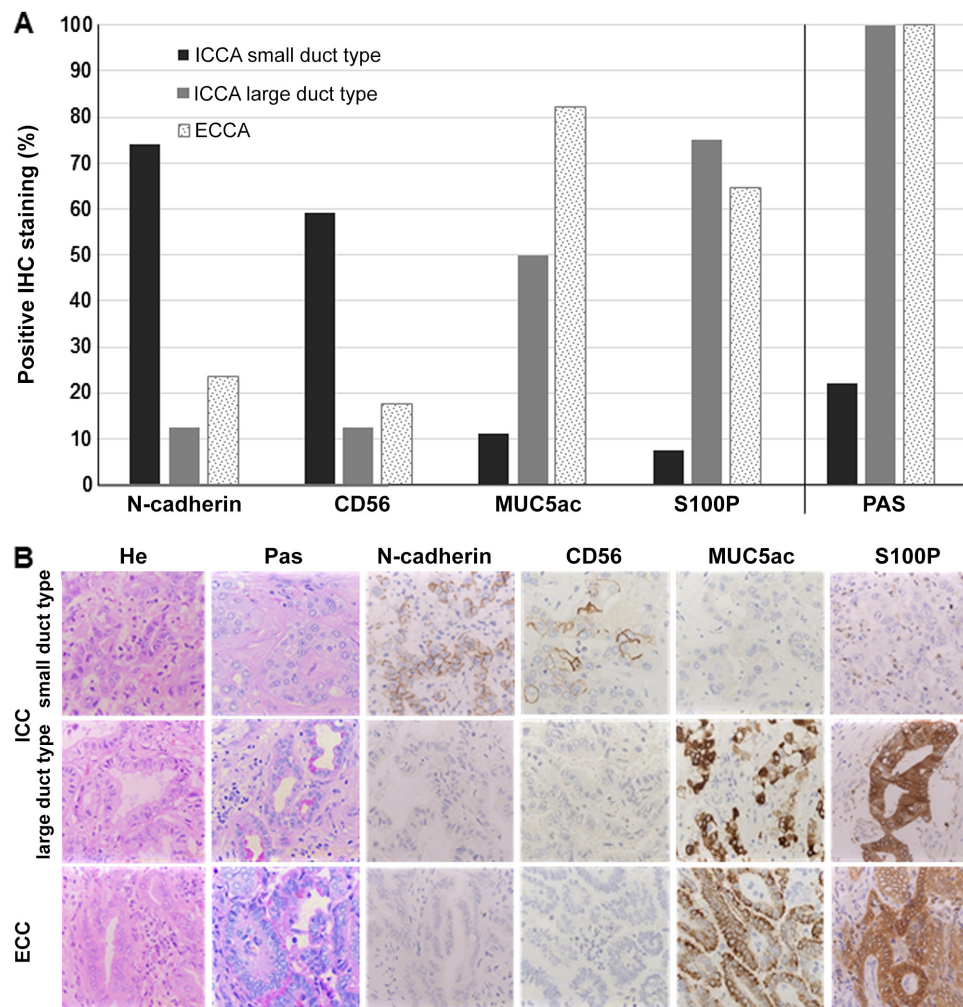 A
Positive IHC staining (%)
100
90
80
70
60
50
40
30
20
10
0
ICCA small duct type
ICCA large duct type
ECCA
N-cadherin CD56 MUC5ac S100P PAS
B
He Pas N-cadherin CD56 MUC5ac S100P
ICC
small duct type
large duct type
ECC